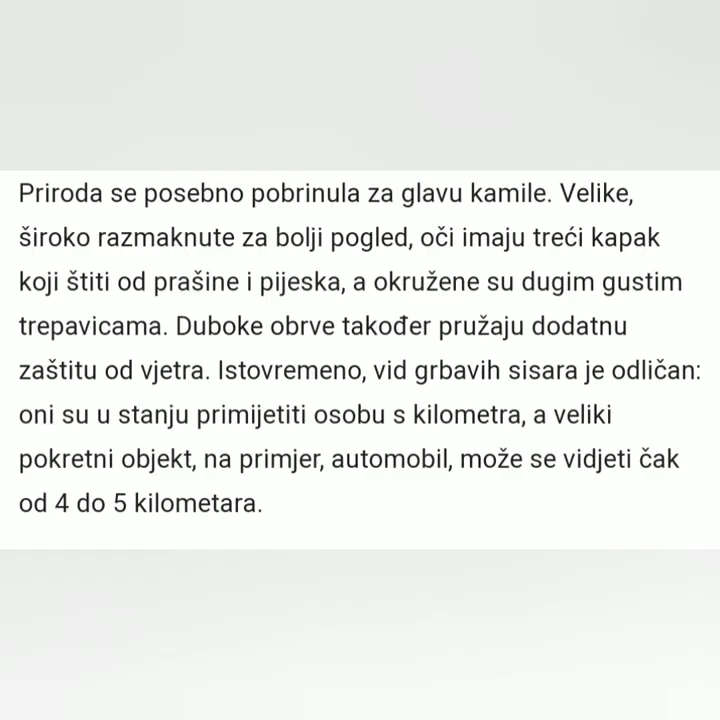 Priroda se posebno pobrinula za glavu kamile. Velike,
široko razmaknute za bolji pogled, oči imaju treći kapak
koji štiti od prašine i pijeska, a okružene su dugim gustim
trepavicama. Duboke obrve također pružaju dodatnu
zaštitu od vjetra. Istovremeno, vid grbavih sisara je odličan:
oni su u stanju primijetiti osobu s kilometra, a veliki
pokretni objekt, na primjer, automobil, može se vidjeti čak
od 4 do 5 kilometara.